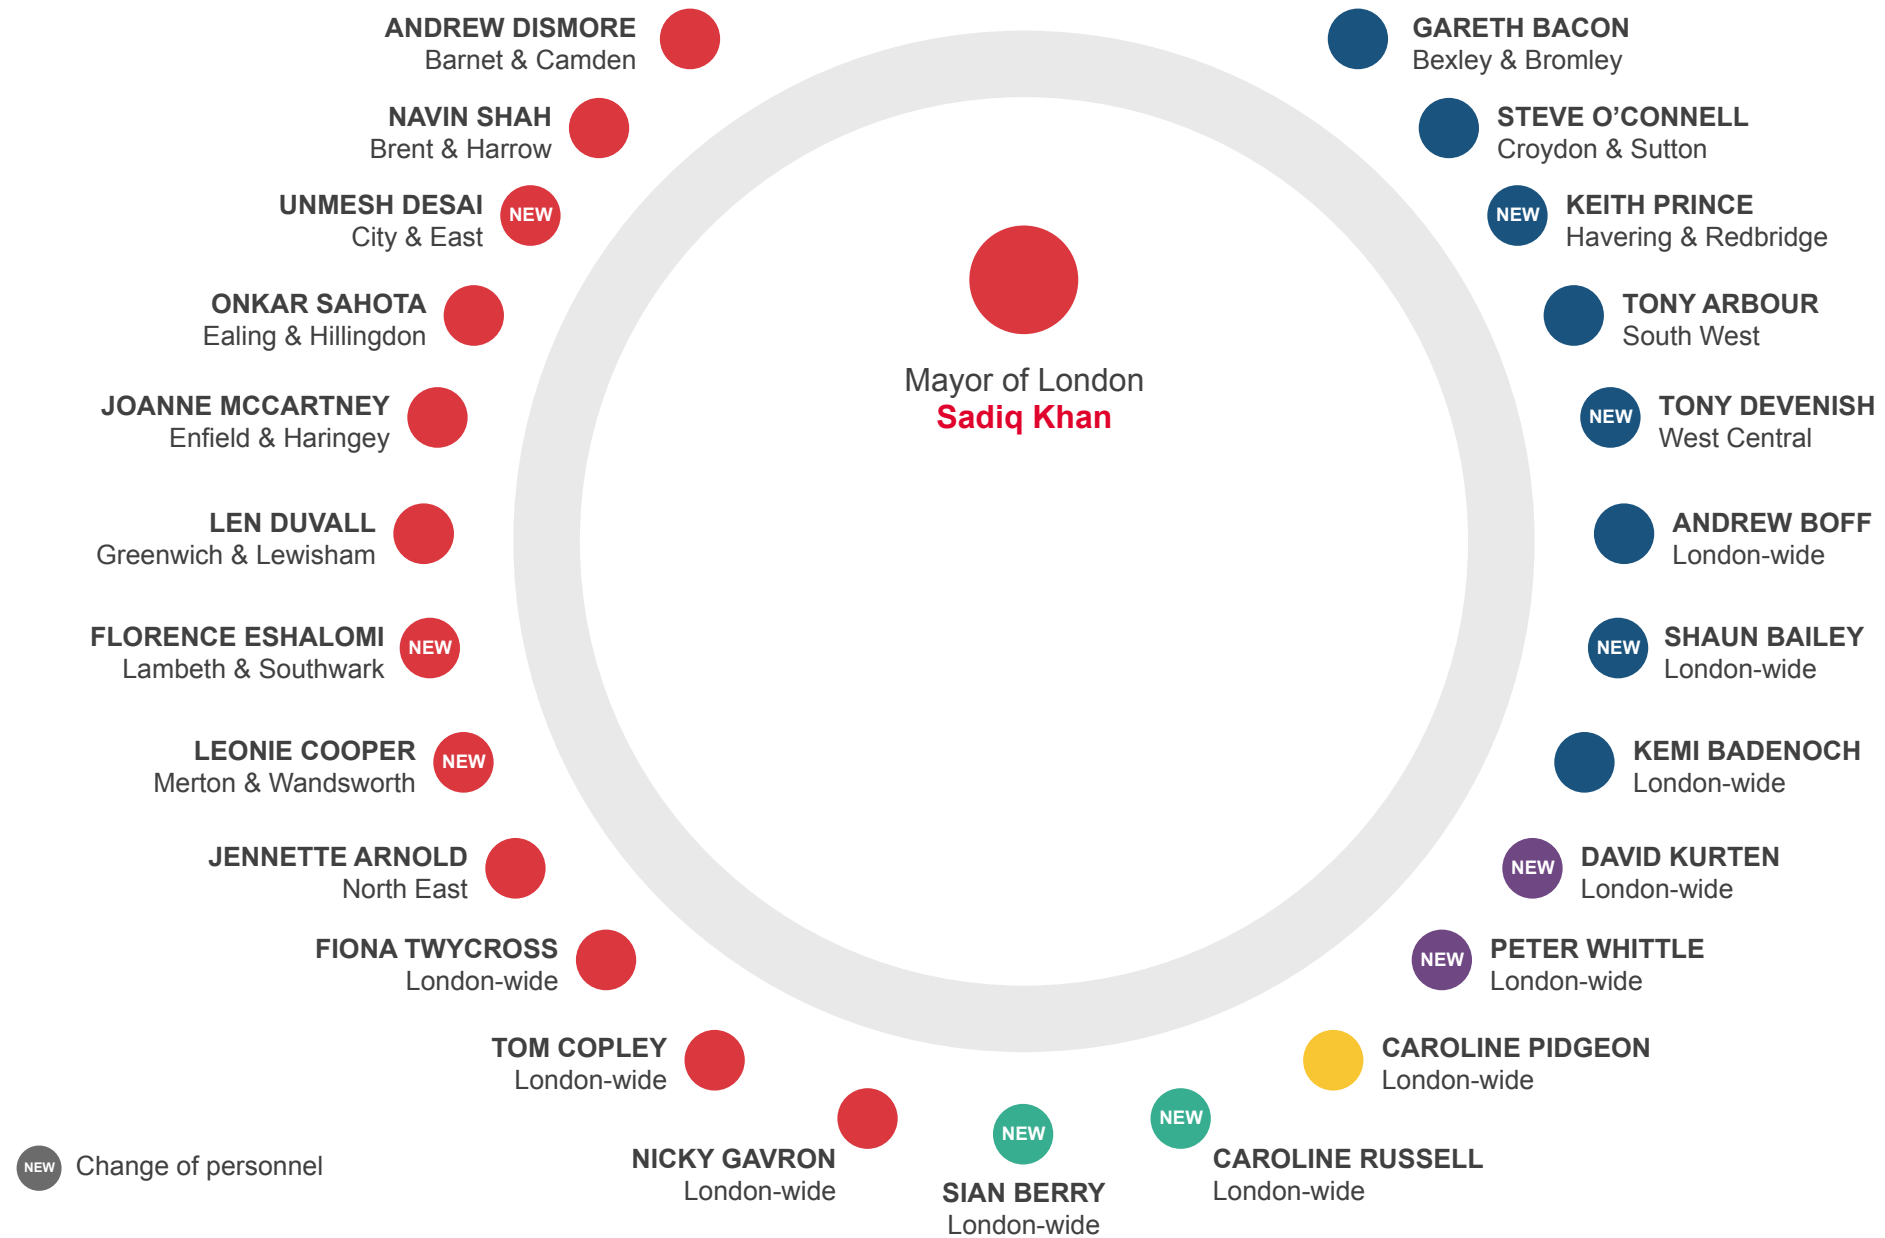 ANDREW DISMORE
Barnet & Camden
NAVIN SHAH
Brent & Harrow
UNMESH DESAI
City & East
NEW
ONKAR SAHOTA
Ealing & Hillingdon
JOANNE MCCARTNEY
Enfield & Haringey
LEN DUVALL
Greenwich & Lewisham
FLORENCE ESHALOMI
Lambeth & Southwark
NEW
LEONIE COOPER
Merton & Wandsworth
NEW
JENNETTE ARNOLD
North East
FIONA TWYCROSS
London-wide
TOM COPLEY
London-wide
NICKY GAVRON
London-wide
Mayor of London
Sadiq Khan
NEW
SIAN BERRY
London-wide
GARETH BACON
Bexley & Bromley
STEVE O’CONNELL
Croydon & Sutton
NEW
KEITH PRINCE
Havering & Redbridge
TONY ARBOUR
South West
NEW
TONY DEVENISH
West Central
ANDREW BOFF
London-wide
NEW
SHAUN BAILEY
London-wide
KEMI BADENOCH
London-wide
NEW
DAVID KURTEN
London-wide
NEW
PETER WHITTLE
London-wide
CAROLINE PIDGEON
London-wide
NEW
CAROLINE RUSSELL
London-wide
NEW
Change of personnel